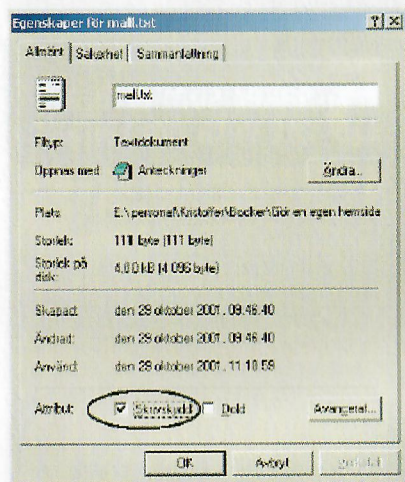 Egenskaper för mall.txt
Allmänt Säkerhet Sammanfattning
mall.txt
Filtyp: Textdokument
Öppnas med: Anteckningar Ändra...
Plats: E:\personal\Kristoffer\Bocker\Gör en egen hemsida
Storlek: 111 byte (111 byte)
Storlek på disk: 4,00 kB (4 096 byte)
Skapad: den 29 oktober 2001, 09:46:40
Ändrad: den 29 oktober 2001, 09:46:40
Använd: den 29 oktober 2001, 11:18:59
Attribut: Skrivskydd Dold Avancerat...
OK Avbryt